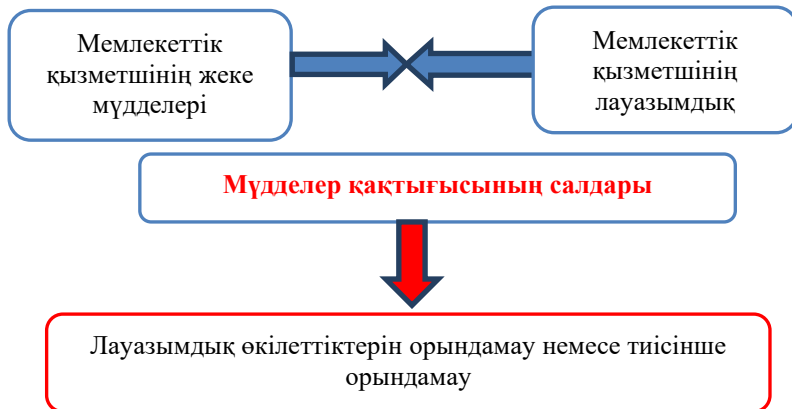 Мемлекеттік
қызметшінің жеке
мүдделері
Мемлекеттік
қызметшінің
лауазымдық
Мүдделер қақтығысының салдары
Лауазымдық өкілеттіктерін орындамау немесе тиісінше
орындамау